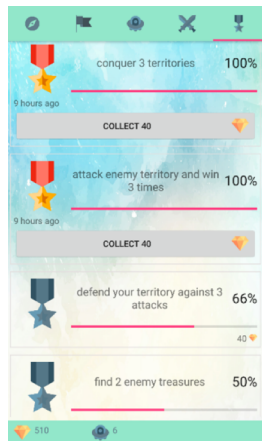 conquer 3 territories 100%
9 hours ago
COLLECT 40
attack enemy territory and win 100%
3 times
9 hours ago
COLLECT 40
defend your territory against 3 66%
attacks
40
find 2 enemy treasures 50%
510 6